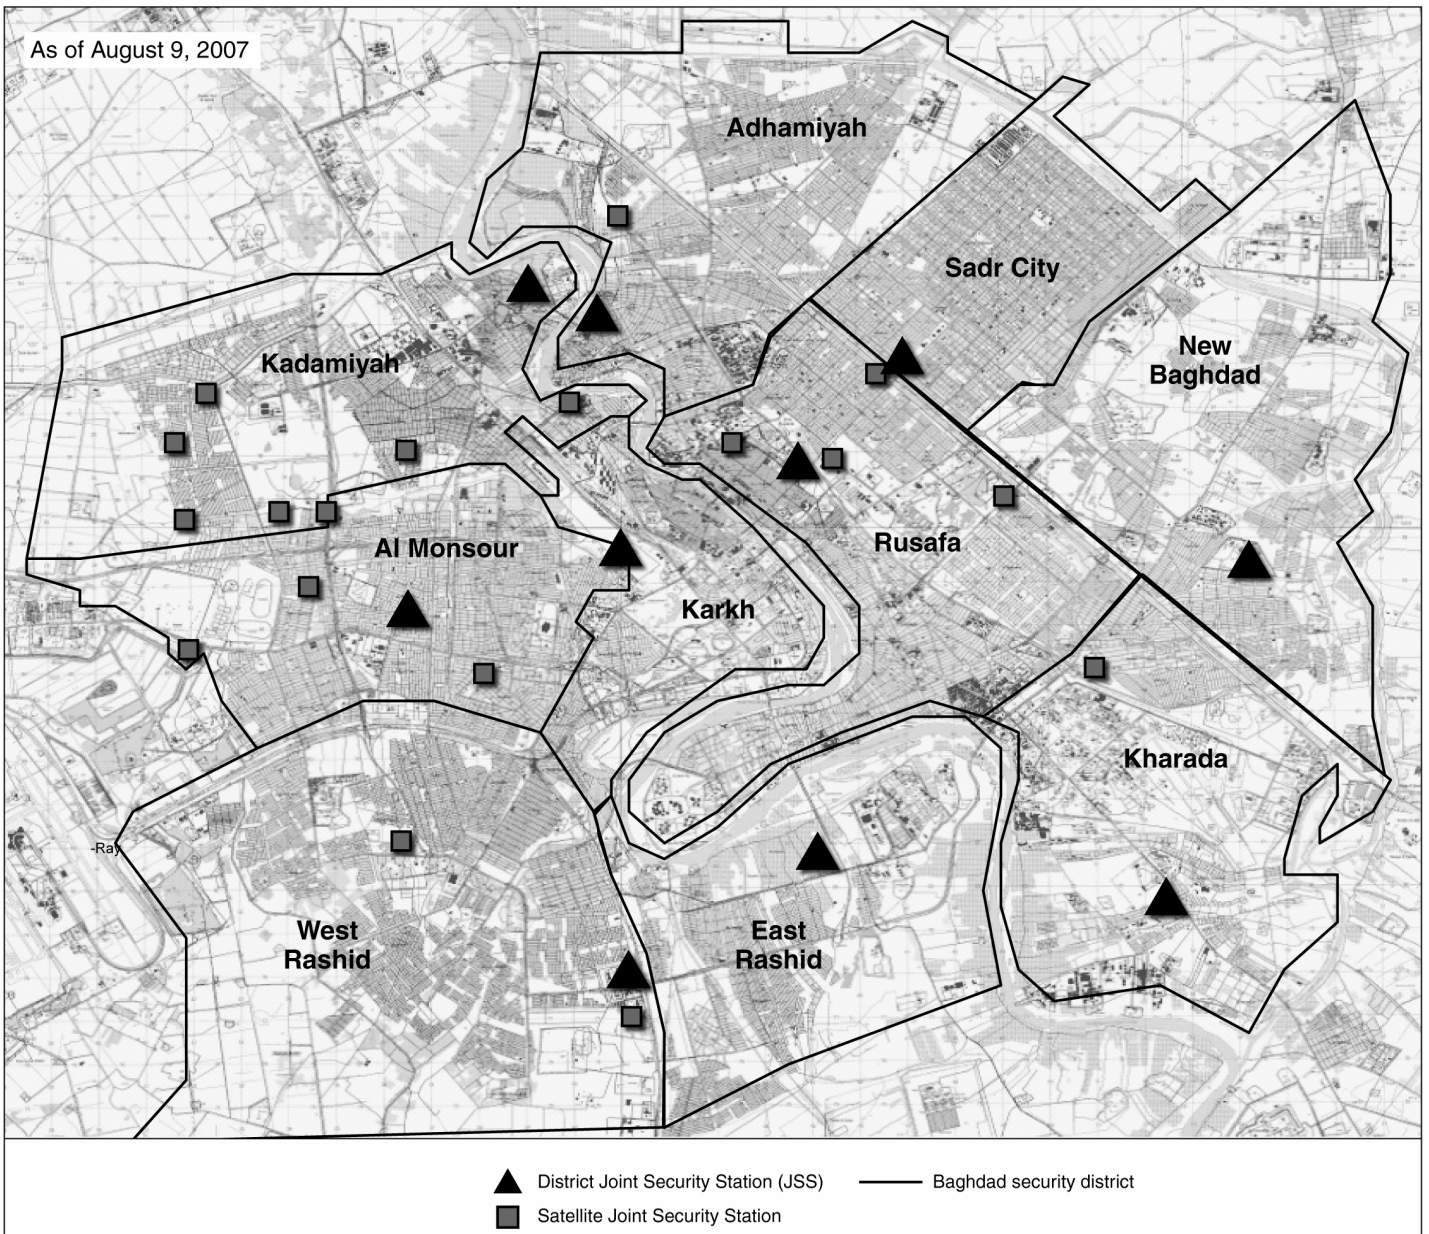 As of August 9, 2007
Adhamiyah
Sadr City
New
Baghdad
Kadamiyah
Al Monsour
Rusafa
Karkh
Kharada
-Ray
West
Rashid
East
Rashid
District Joint Security Station (JSS)
Baghdad security district
Satellite Joint Security Station